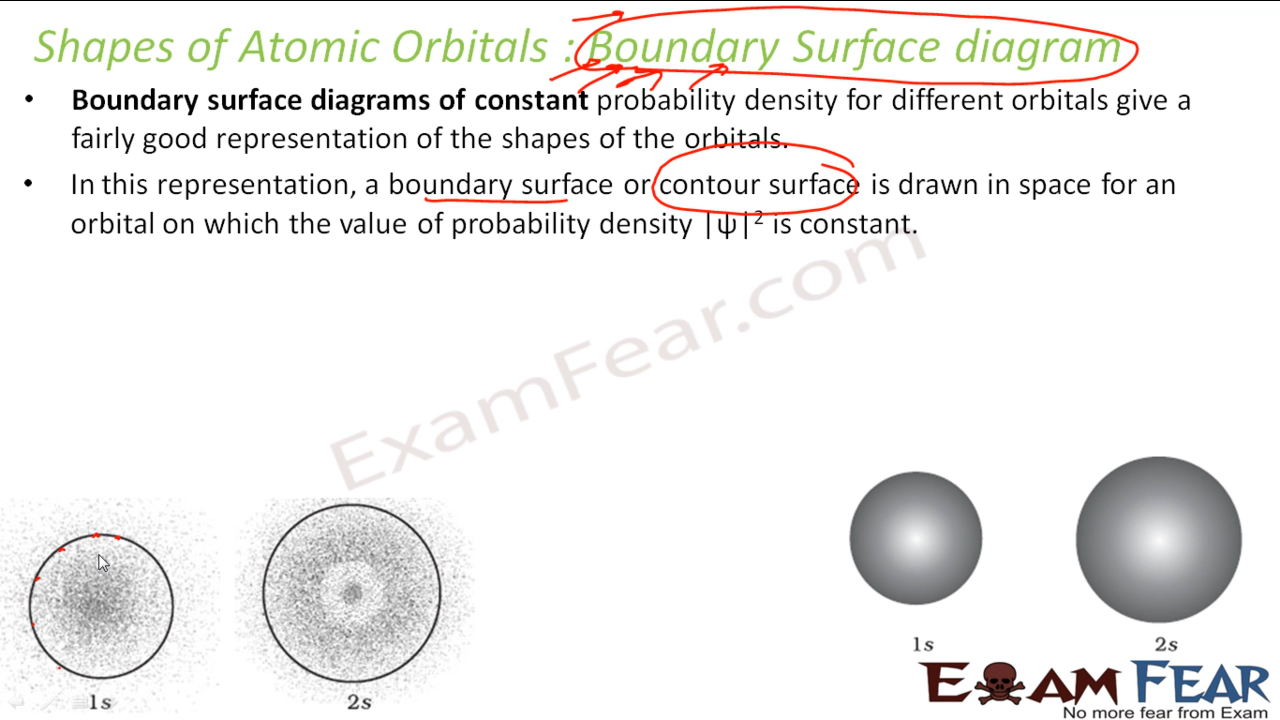 Shapes of Atomic Orbitals : Boundary Surface diagram
• Boundary surface diagrams of constant probability density for different orbitals give a
fairly good representation of the shapes of the orbitals.
• In this representation, a boundary surface or contour surface is drawn in space for an
orbital on which the value of probability density |ψ|² is constant.
ExamFear.com
1s
2s
1s
2s
EXAM FEAR
No more fear from Exam